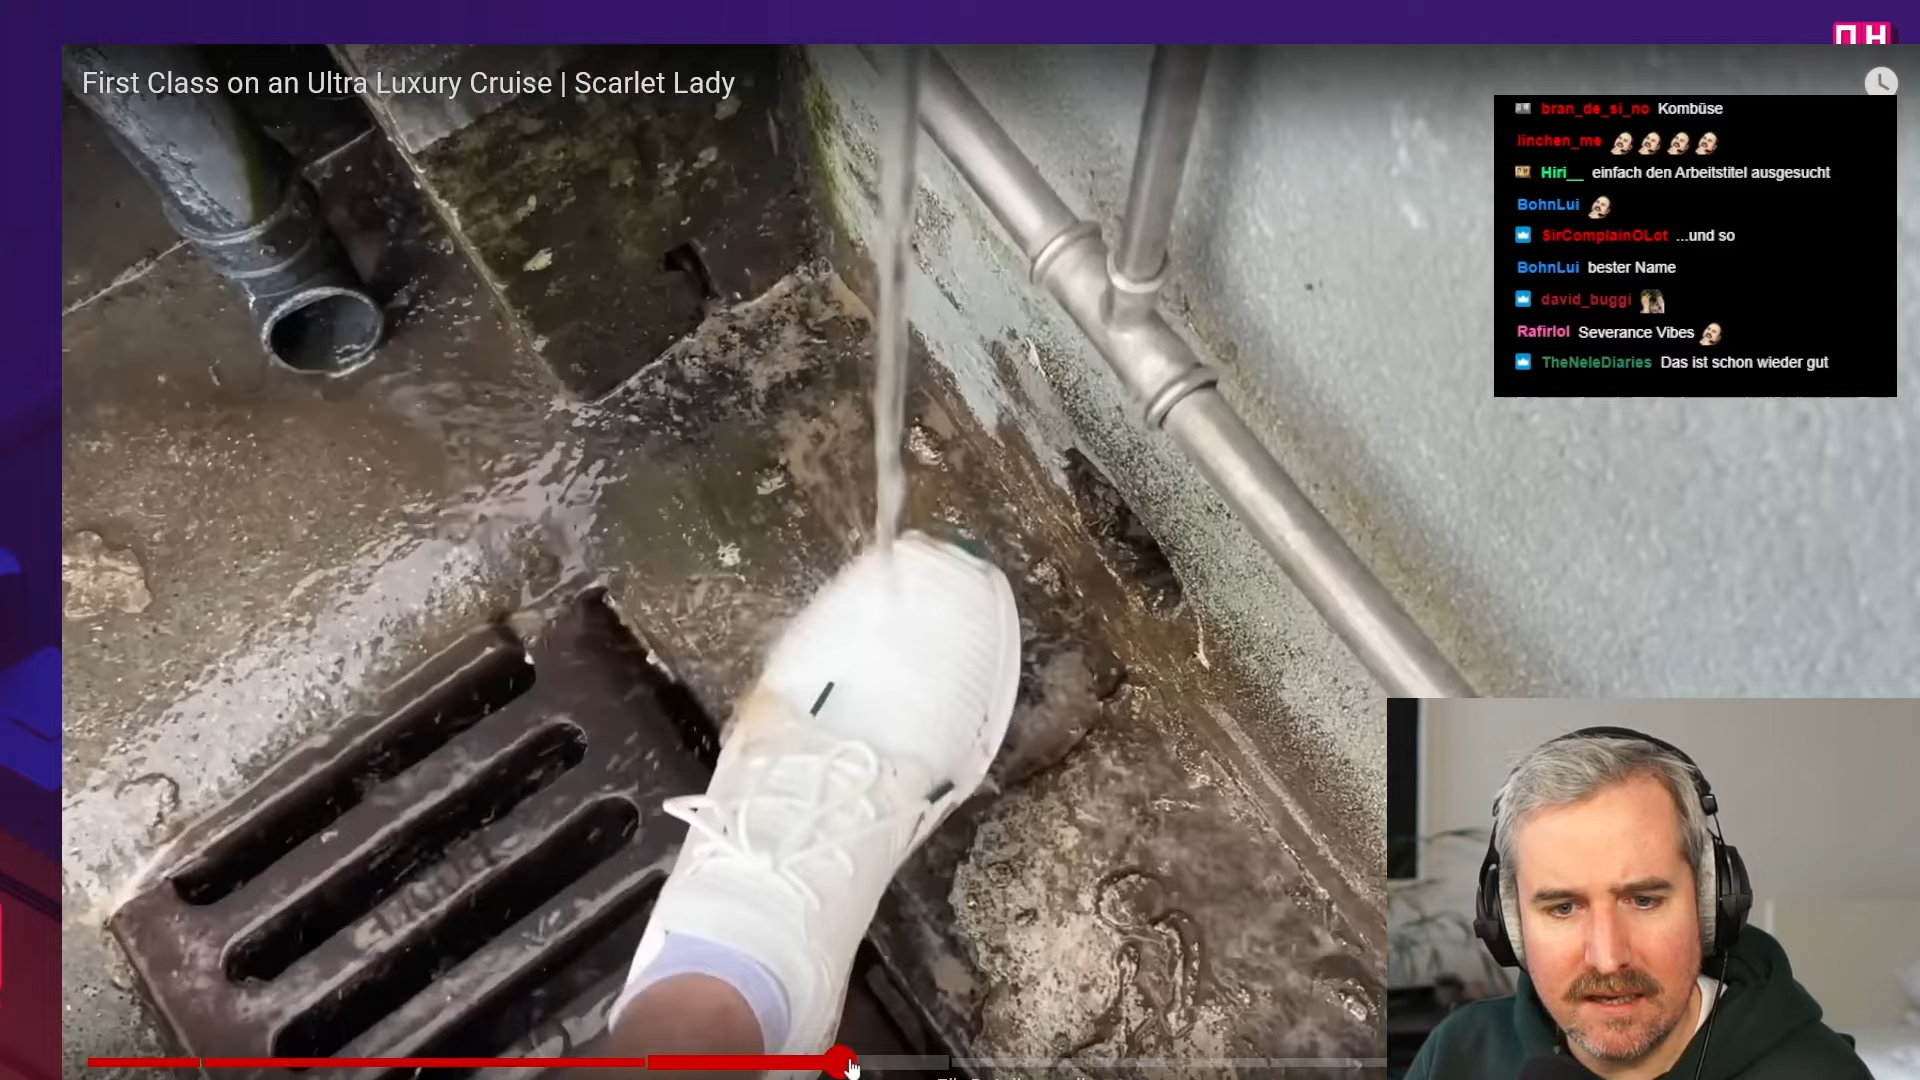 First Class on an Ultra Luxury Cruise | Scarlet Lady
bran_de_si_no Kombüse
linchen_me
Hiri__ einfach den Arbeitstitel ausgesucht
BohnLui
SirComplainOLot ...und so
BohnLui bester Name
david_buggi
Rafirlol Severance Vibes
TheNeleDiaries Das ist schon wieder gut